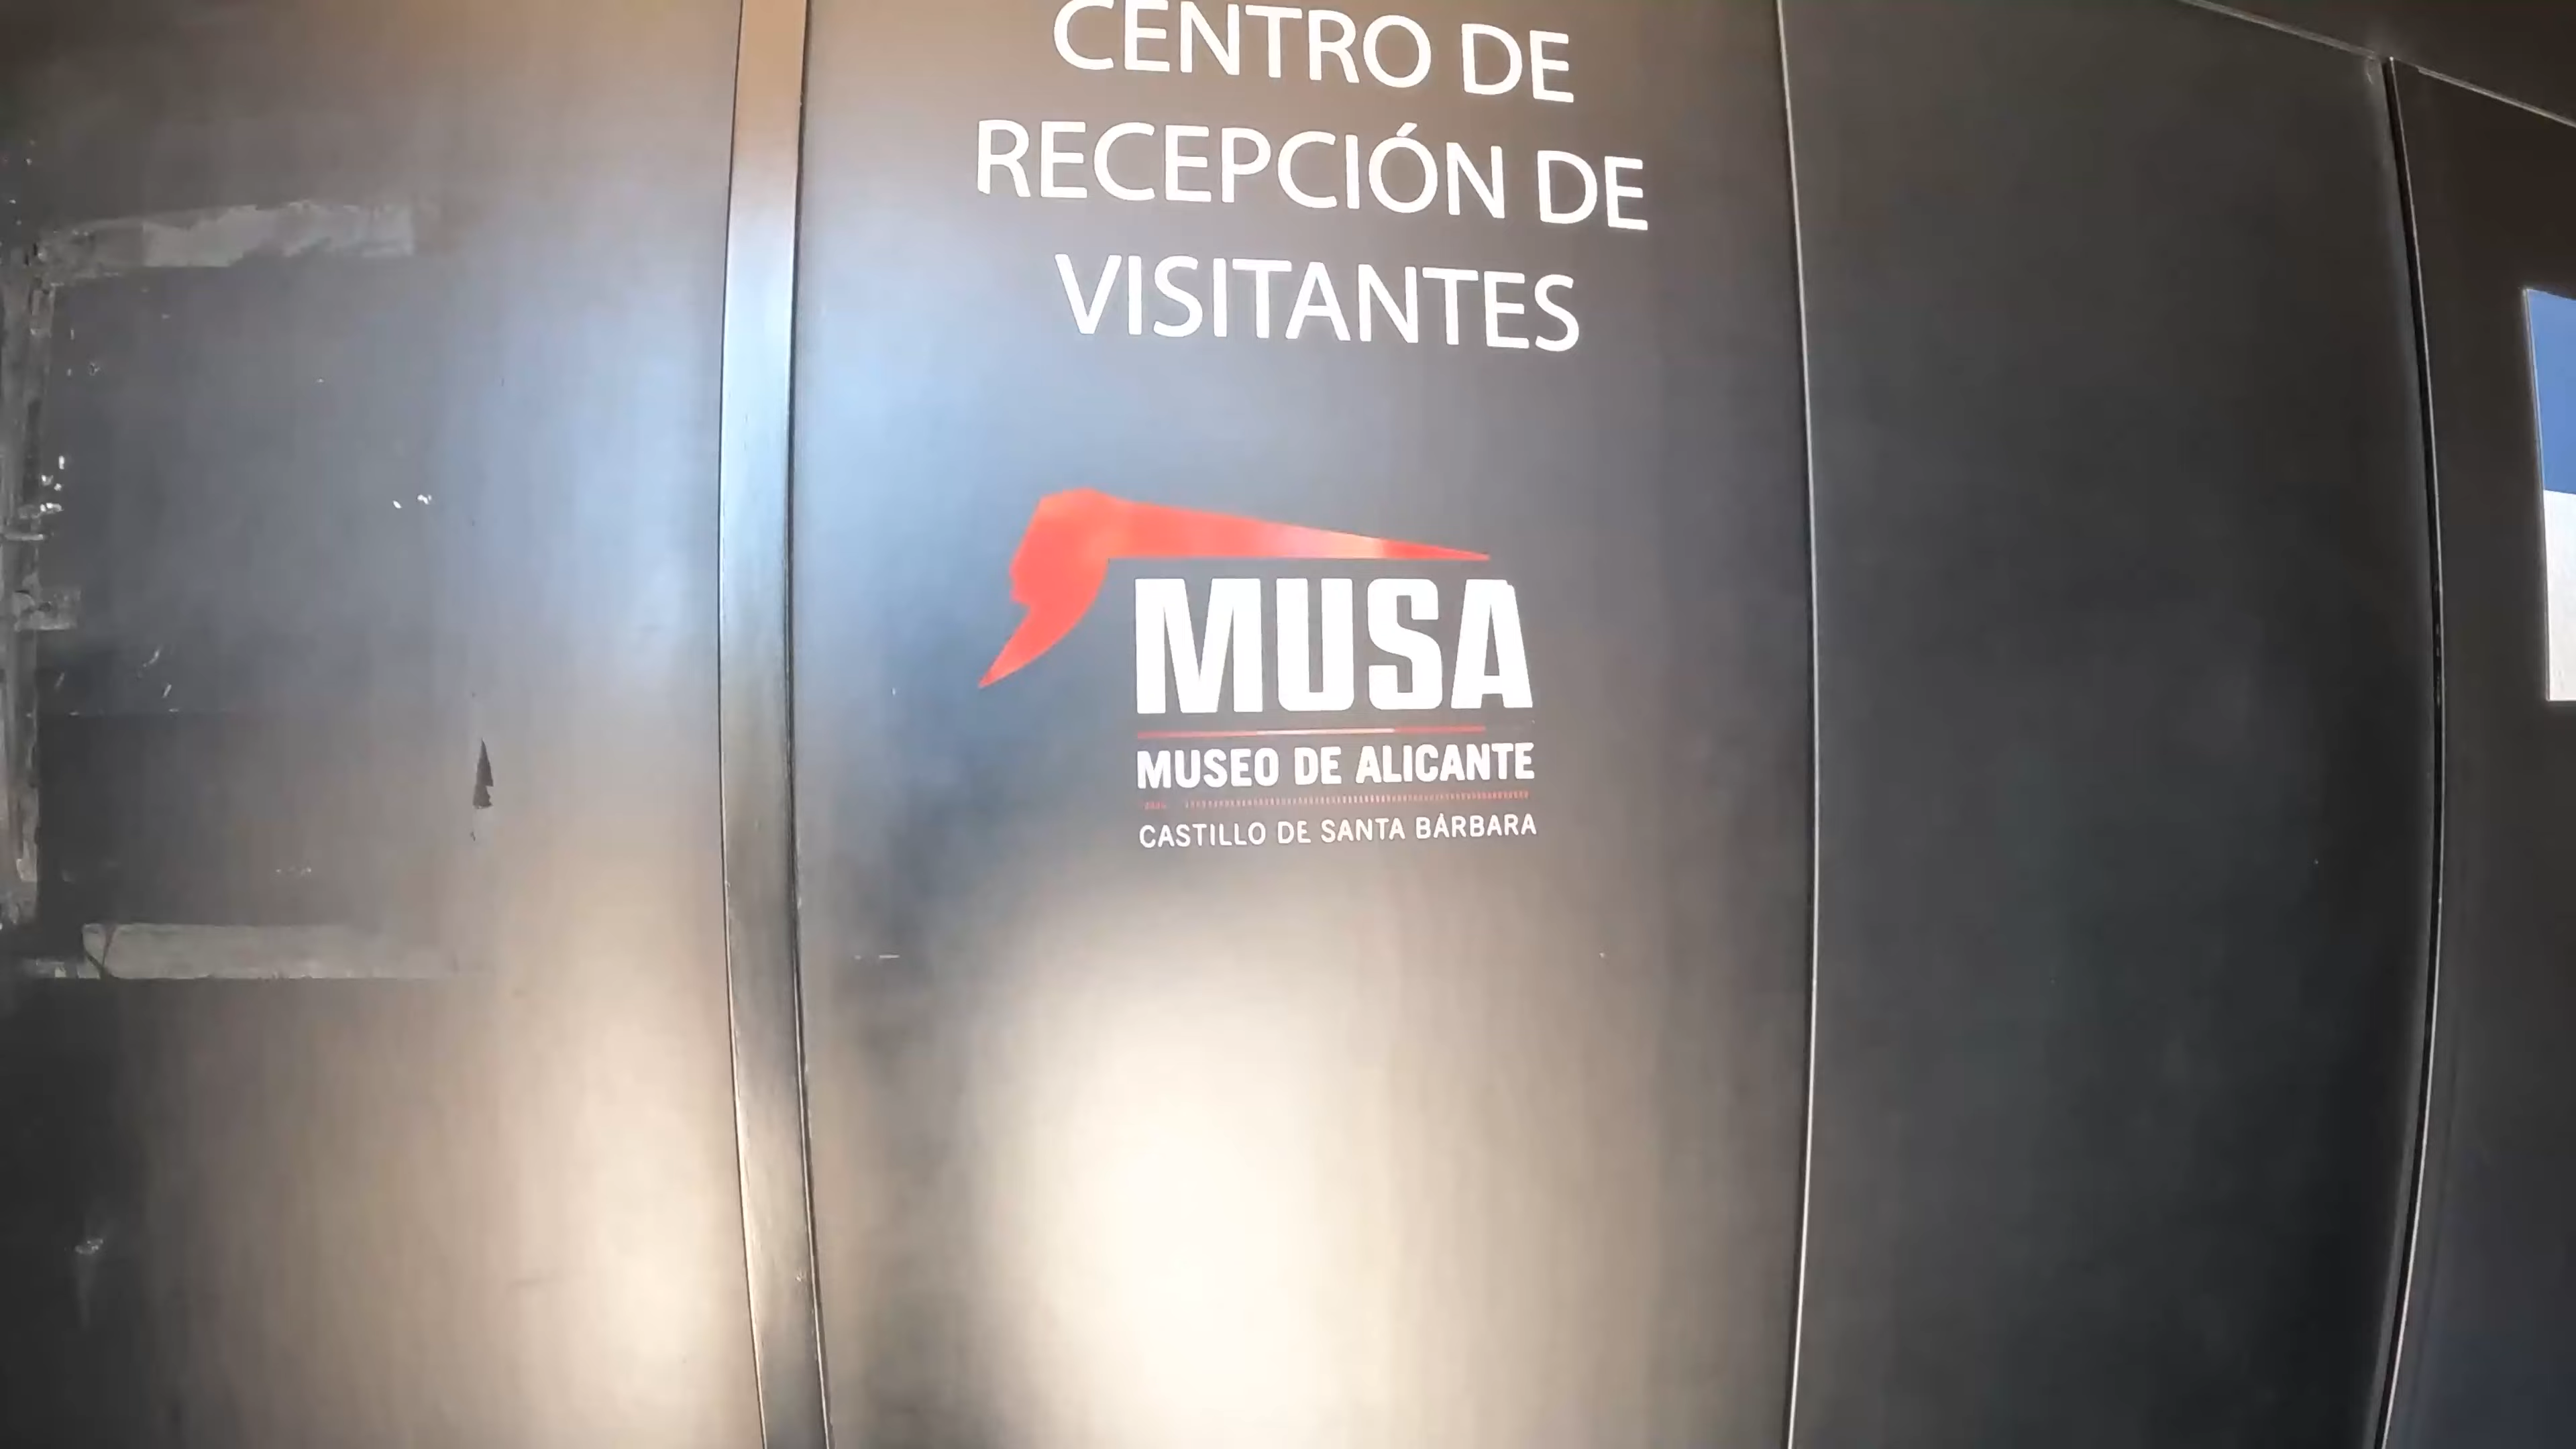 CENTRO DE
RECEPCIÓN DE
VISITANTES
MUSA
MUSEO DE ALICANTE
CASTILLO DE SANTA BÁRBARA